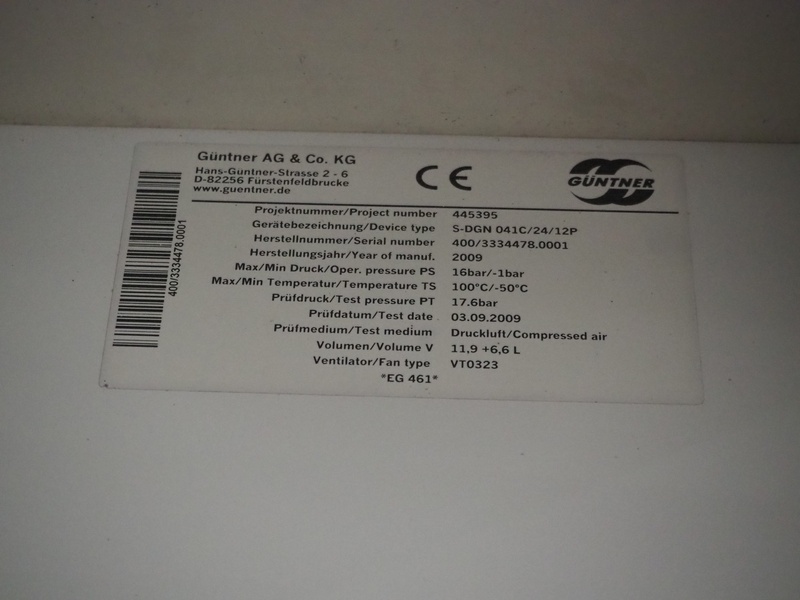 Güntner AG & Co. KG
Hans-Güntner-Strasse 2 - 6
D-82256 Fürstenfeldbrucke
www.guentner.de
CE
GÜNTNER
400/3334478.0001
Projektnummer/Project number 445395
Gerätebezeichnung/Device type S-DGN 041C/24/12P
Herstellnummer/Serial number 400/3334478.0001
Herstellungsjahr/Year of manuf. 2009
Max/Min Druck/Oper. pressure PS 16bar/-1bar
Max/Min Temperatur/Temperature TS 100°C/-50°C
Prüfdruck/Test pressure PT 17.6bar
Prüfdatum/Test date 03.09.2009
Prüfmedium/Test medium Druckluft/Compressed air
Volumen/Volume V 11,9 +6,6 L
Ventilator/Fan type VT0323
*EG 461*